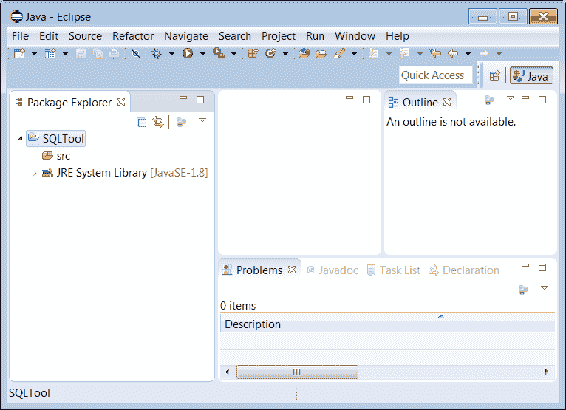 Java - Eclipse
File Edit Source Refactor Navigate Search Project Run Window Help
Quick Access
Java
Package Explorer
SQLTool
src
JRE System Library [JavaSE-1.8]
Outline
An outline is not available.
Problems Javadoc Task List Declaration
0 items
Description
SQLTool